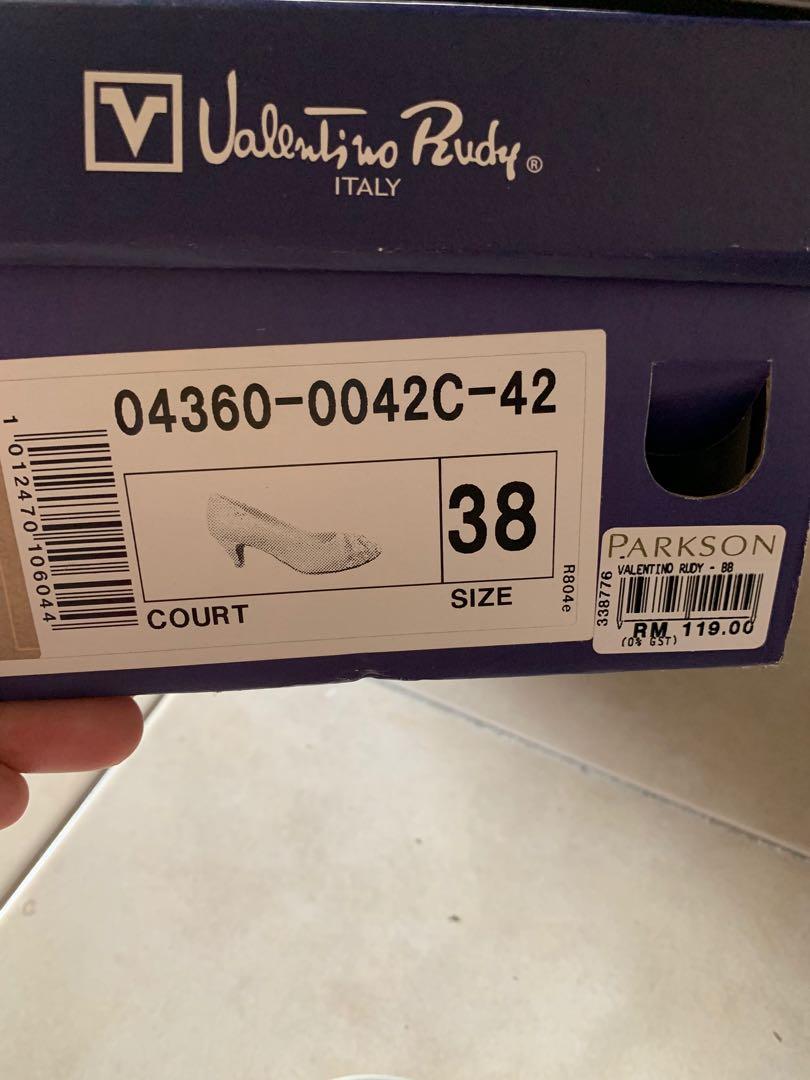 V Valentino Rudy®
ITALY
04360-0042C-42
1 012470 106044
38
COURT
SIZE
R804e
PARKSON
VALENTINO RUDY - 88
338776
RM 119.00
(0% GST)